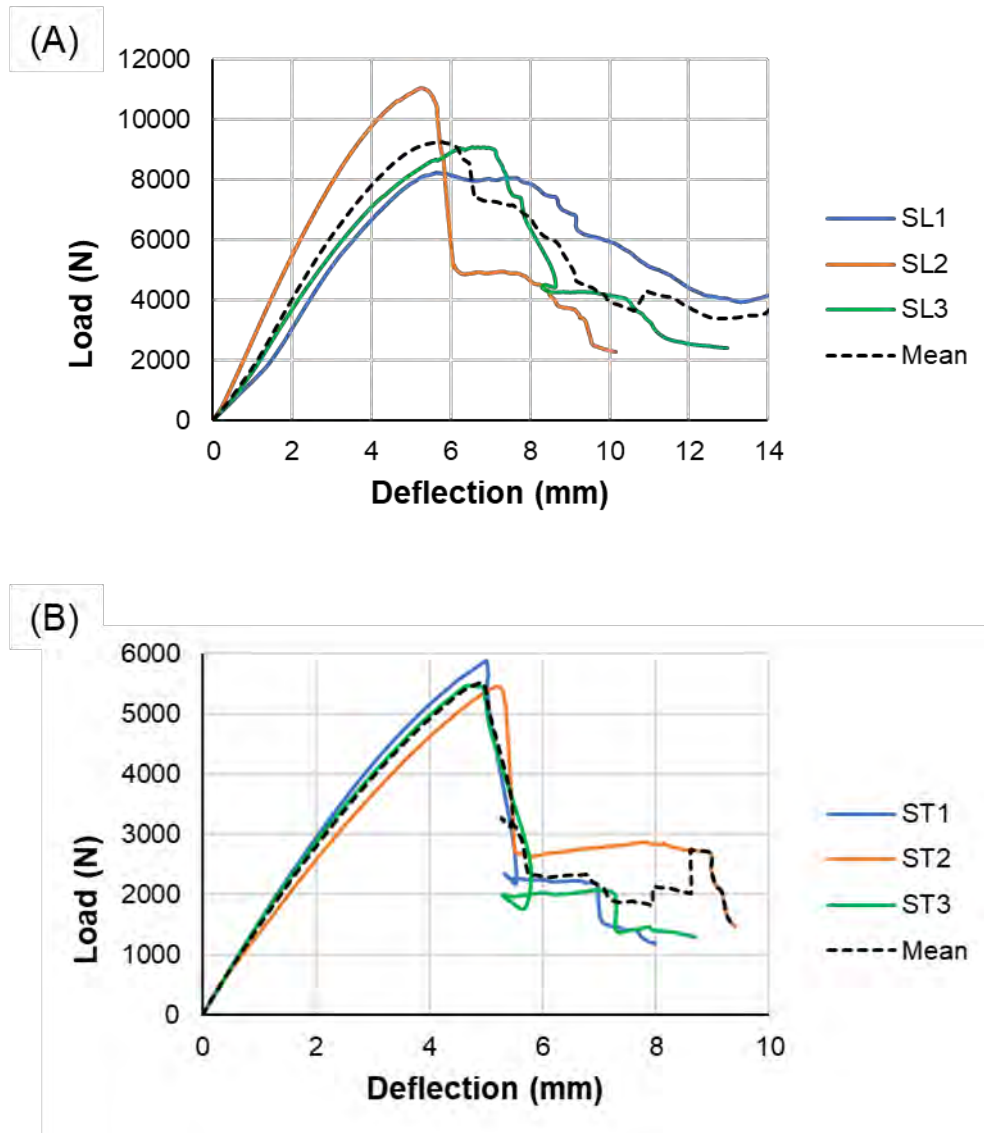 (A)
12000
10000
8000
6000
4000
2000
0
Load (N)
0 2 4 6 8 10 12 14
Deflection (mm)
SL1
SL2
SL3
Mean
(B)
6000
5000
4000
3000
2000
1000
0
Load (N)
0 2 4 6 8 10
Deflection (mm)
ST1
ST2
ST3
Mean